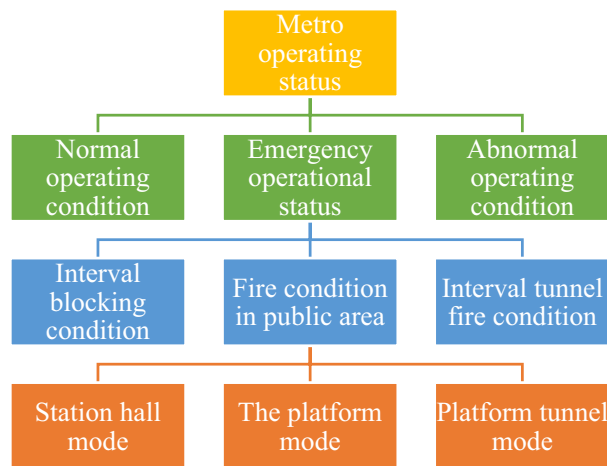 Metro
operating
status
Normal
operating
condition
Emergency
operational
status
Abnormal
operating
condition
Interval
blocking
condition
Fire condition
in public area
Interval tunnel
fire condition
Station hall
mode
The platform
mode
Platform tunnel
mode